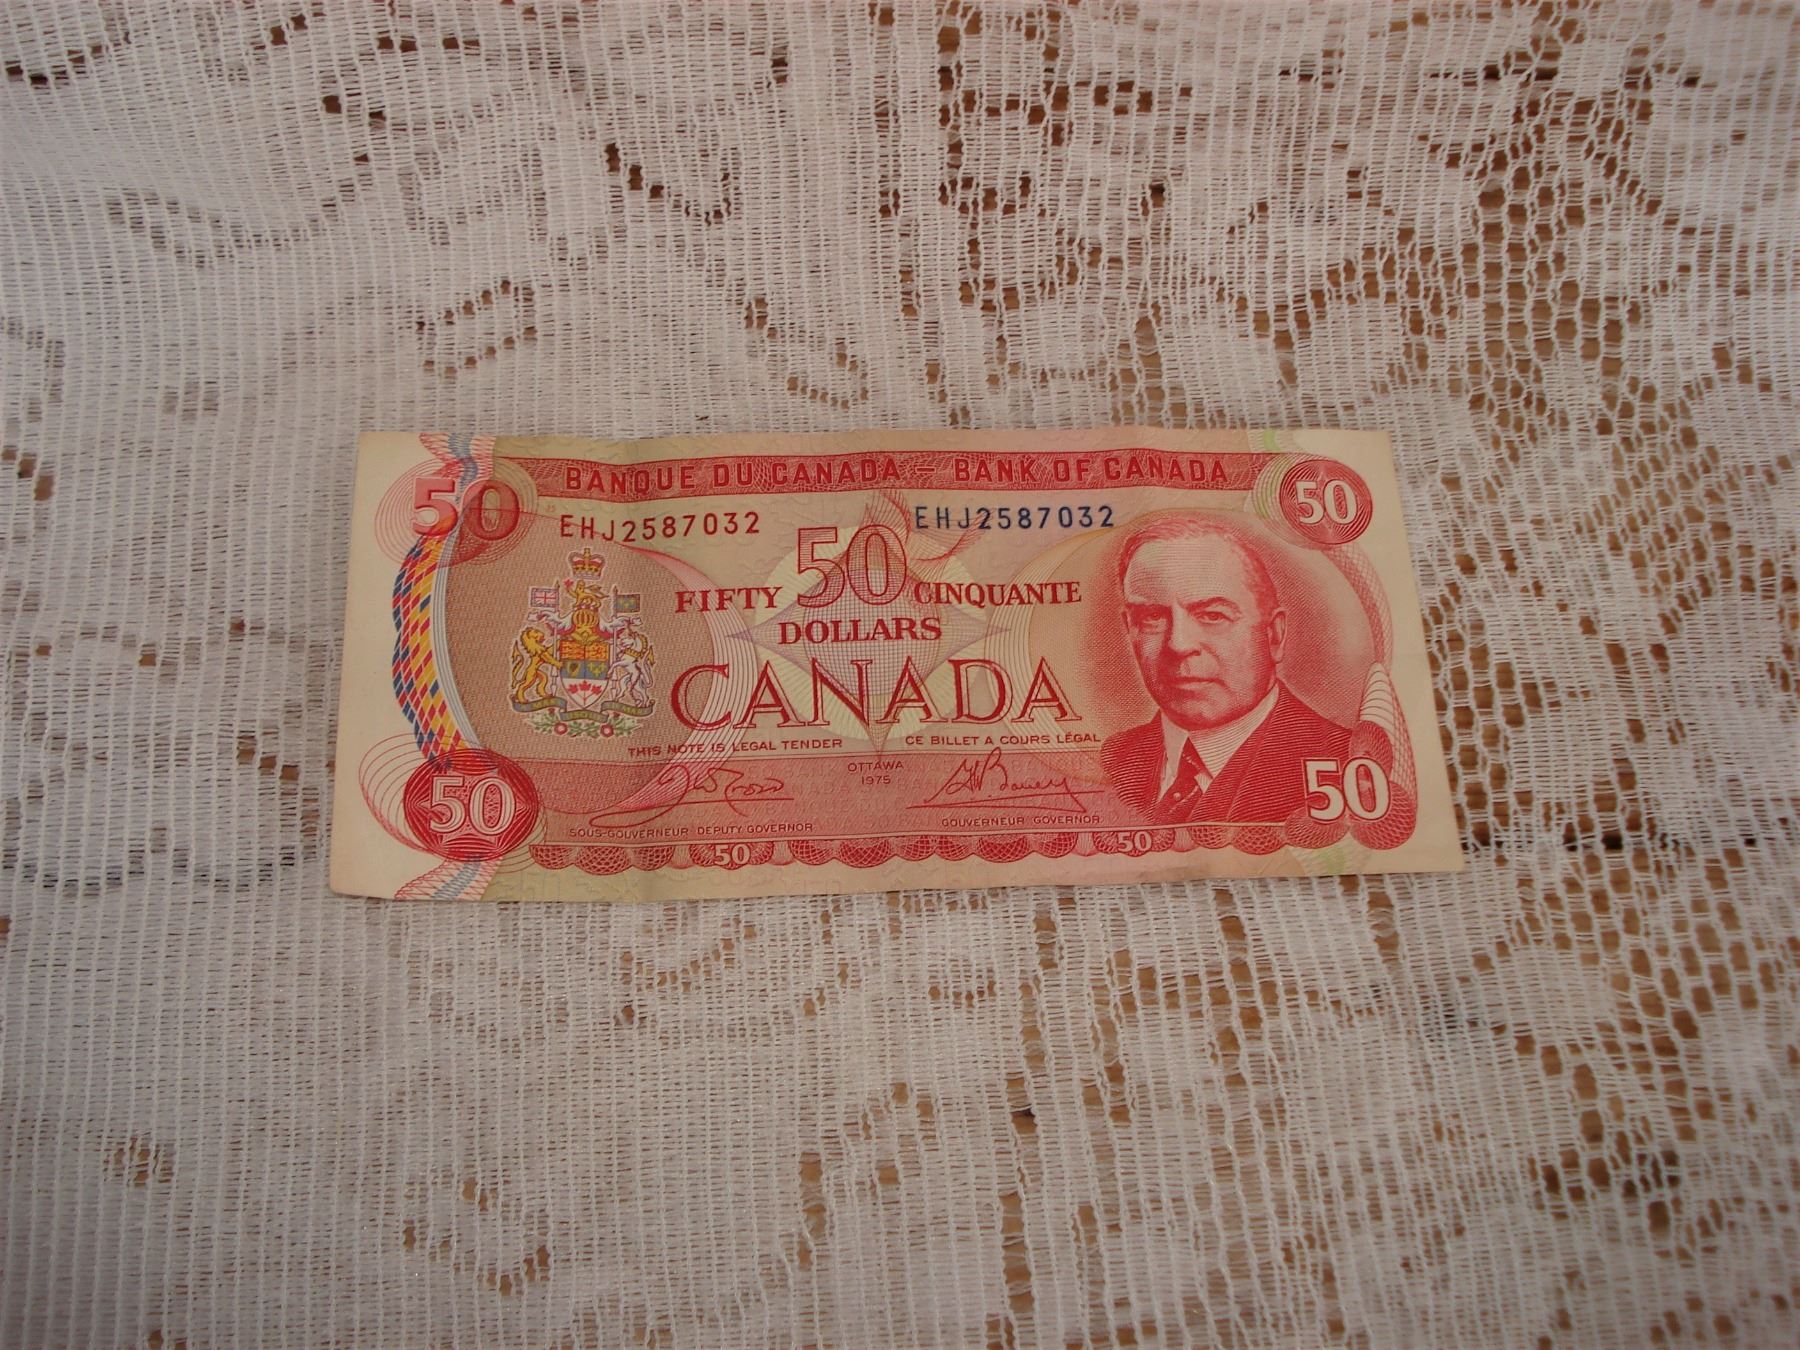 BANQUE DU CANADA – BANK OF CANADA
50
50
EHJ2587032
EHJ2587032
50
FIFTY
CINQUANTE
DOLLARS
CANADA
THIS NOTE IS LEGAL TENDER
CE BILLET A COURS LÉGAL
OTTAWA
1975
50
50
SOUS-GOUVERNEUR DEPUTY GOVERNOR
GOUVERNEUR GOVERNOR
50
50